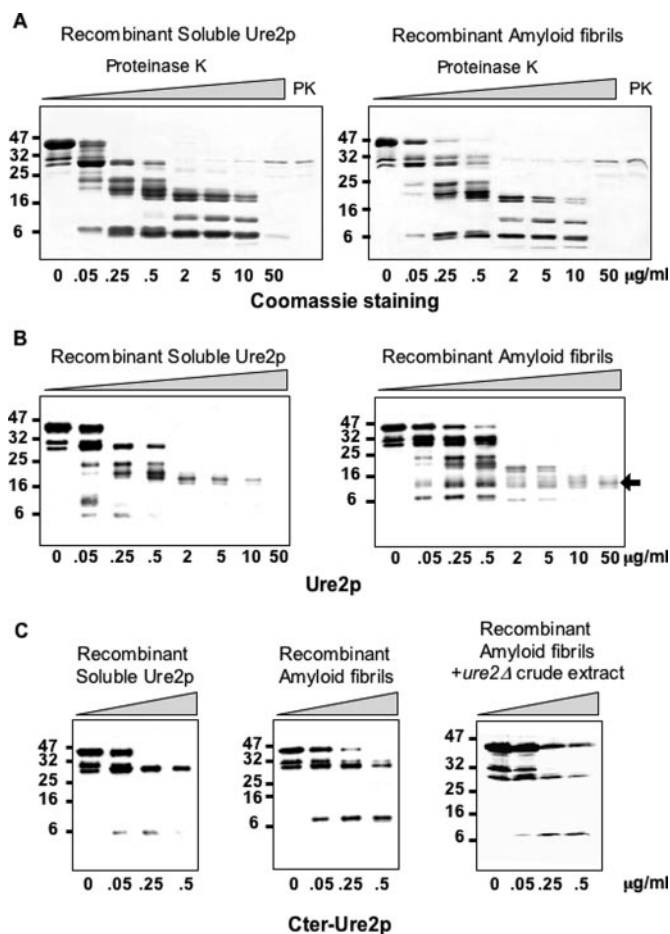 A
Recombinant Soluble Ure2p
Recombinant Amyloid fibrils
Proteinase K
PK
Proteinase K
PK
47
32
25
16
6
47
32
25
16
6
0 .05 .25 .5 2 5 10 50
0 .05 .25 .5 2 5 10 50 µg/ml
Coomassie staining
B
Recombinant Soluble Ure2p
Recombinant Amyloid fibrils
47
32
25
16
6
47
32
25
16
6
0 .05 .25 .5 2 5 10 50
0 .05 .25 .5 2 5 10 50 µg/ml
Ure2p
C
Recombinant
Soluble Ure2p
Recombinant
Amyloid fibrils
Recombinant
Amyloid fibrils
+ure2Δ crude extract
47
32
25
16
6
47
32
25
16
6
47
32
25
16
6
0 .05 .25 .5
0 .05 .25 .5
0 .05 .25 .5 µg/ml
Cter-Ure2p